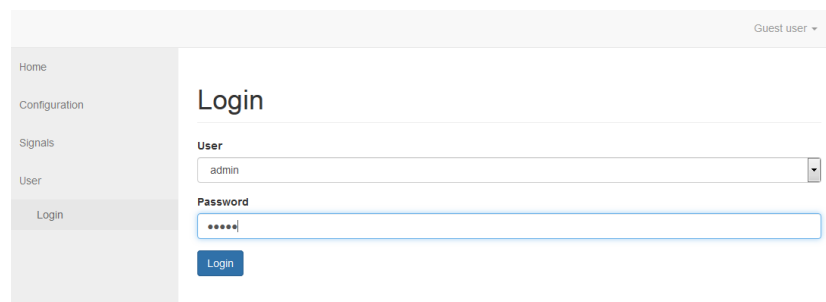 Guest user
Home
Configuration
Signals
User
Login
Login
User
admin
Password
•••••
Login